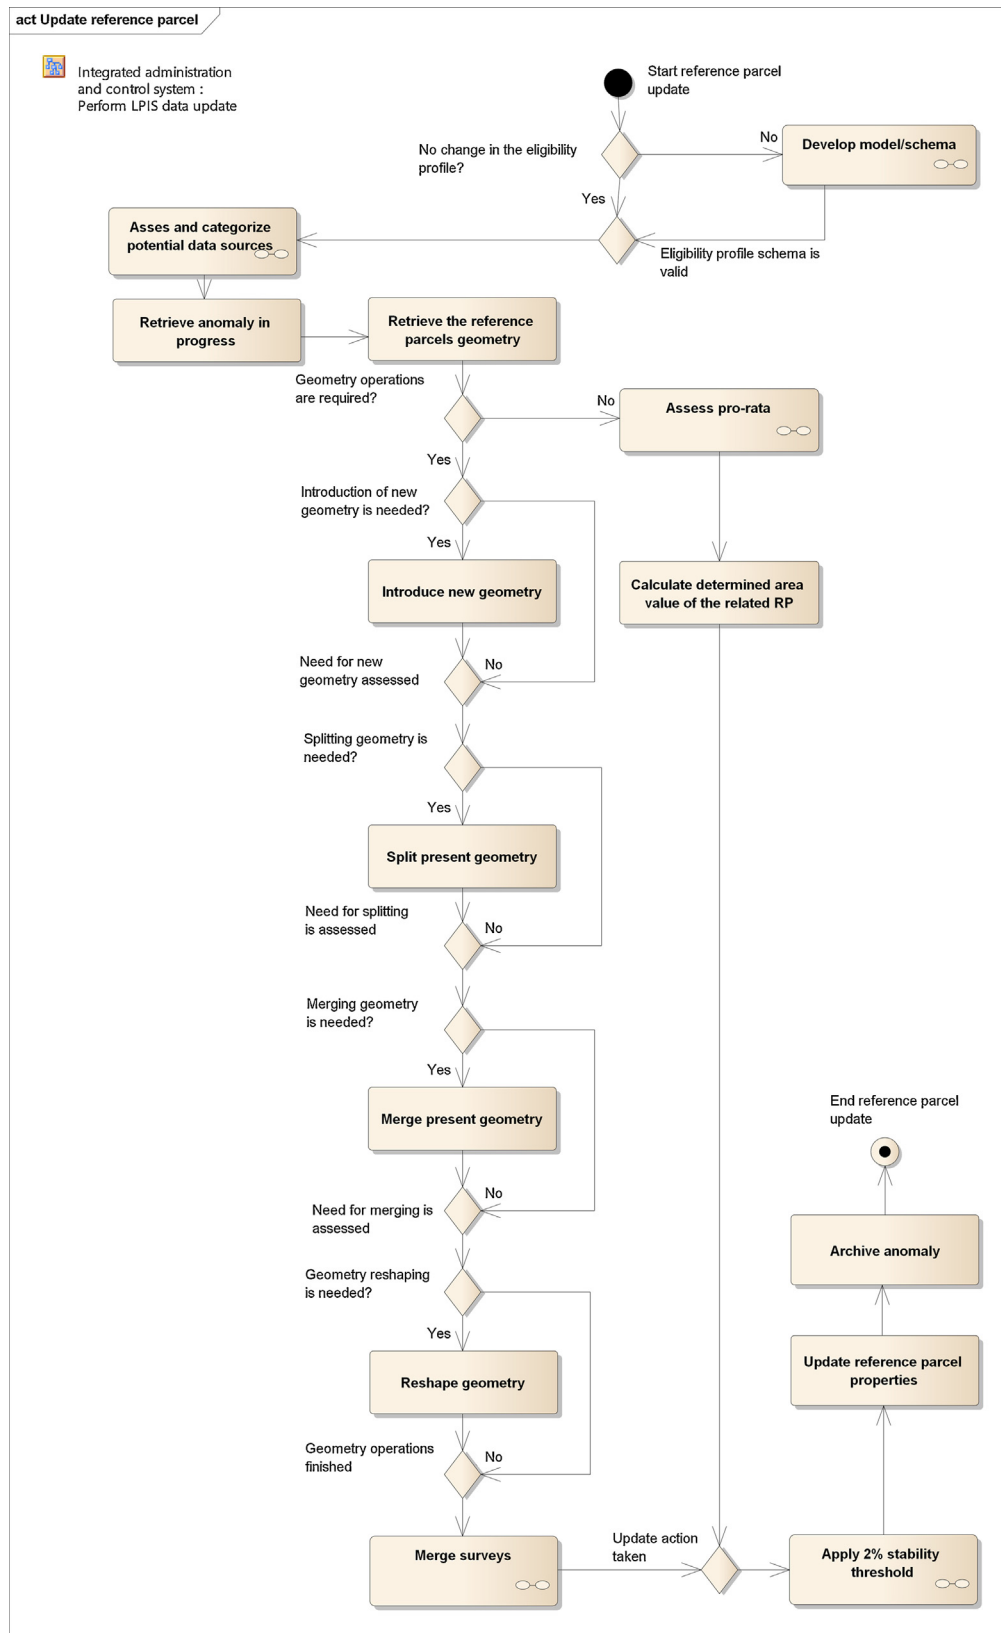 act Update reference parcel
Integrated administration
and control system :
Perform LPIS data update
Start reference parcel
update
No change in the eligibility
profile?
No
Develop model/schema
Yes
Asses and categorize
potential data sources
Eligibility profile schema is
valid
Retrieve anomaly in
progress
Retrieve the reference
parcels geometry
Geometry operations
are required?
No
Assess pro-rata
Yes
Introduction of new
geometry is needed?
Yes
Introduce new geometry
Calculate determined area
value of the related RP
Need for new
geometry assessed
No
Splitting geometry is
needed?
Yes
Split present geometry
Need for splitting
is assessed
No
Merging geometry
is needed?
Yes
Merge present geometry
End reference parcel
update
Need for merging is
assessed
No
Archive anomaly
Geometry reshaping
is needed?
Yes
Reshape geometry
Update reference parcel
properties
Geometry operations
finished
No
Merge surveys
Update action
taken
Apply 2% stability
threshold